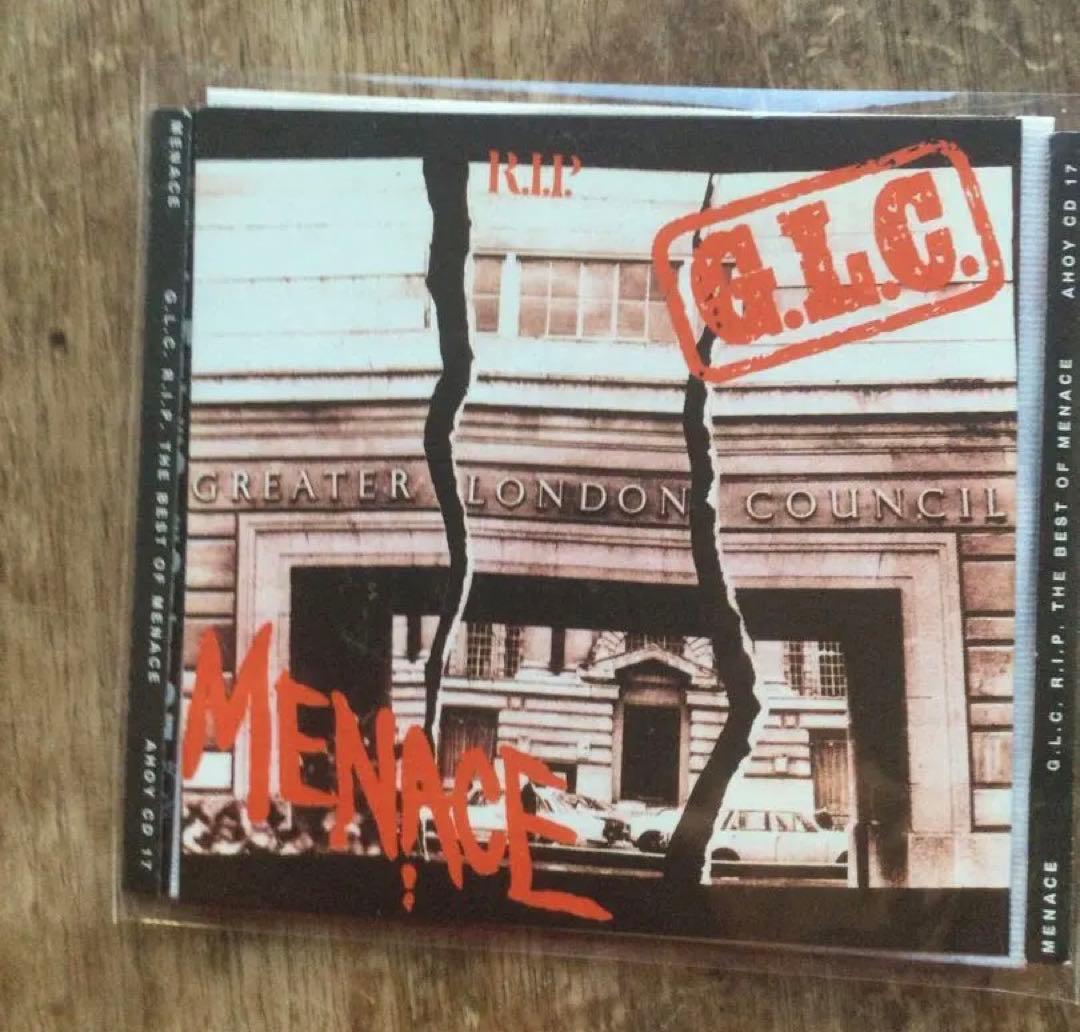 MENACE G.L.C. R.I.P. THE BEST OF MENACE AHOY CD 17
R.I.P.
G.L.C.
GREATER LONDON COUNCIL
MENACE
MENACE G.L.C. R.I.P. THE BEST OF MENACE AHOY CD 17